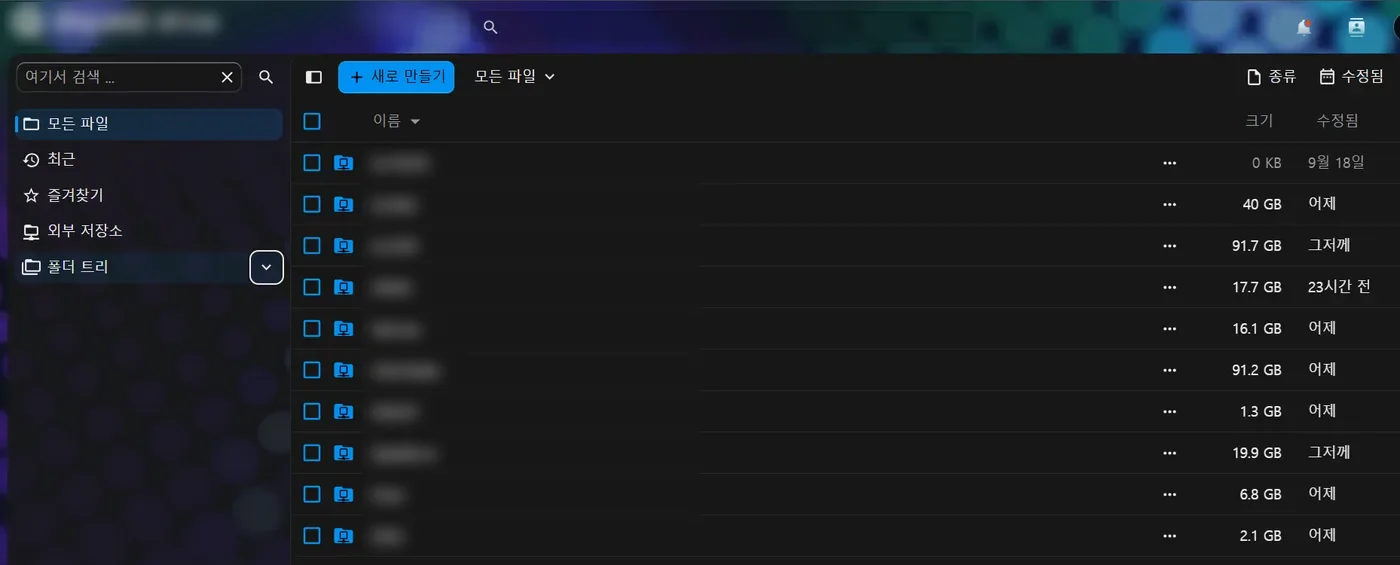 여기서 검색 ...
모든 파일
최근
즐겨찾기
외부 저장소
폴더 트리
+ 새로 만들기 모든 파일 종류 수정됨
이름 크기 수정됨
0 KB 9월 18일
40 GB 어제
91.7 GB 그저께
17.7 GB 23시간 전
16.1 GB 어제
91.2 GB 어제
1.3 GB 어제
19.9 GB 그저께
6.8 GB 어제
2.1 GB 어제